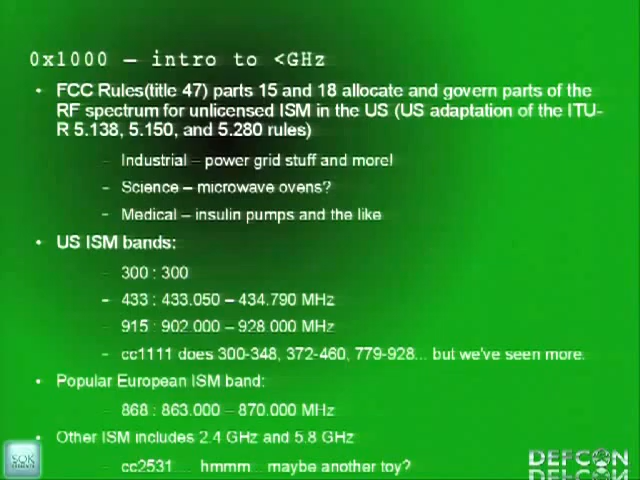 0x1000 – intro to <GHz
• FCC Rules(title 47) parts 15 and 18 allocate and govern parts of the
RF spectrum for unlicensed ISM in the US (US adaptation of the ITU-
R 5.138, 5.150, and 5.280 rules)
– Industrial – power grid stuff and more!
– Science – microwave ovens?
– Medical – insulin pumps and the like
• US ISM bands:
– 300 : 300
– 433 : 433.050 – 434.790 MHz
– 915 : 902.000 – 928.000 MHz
– cc1111 does 300-348, 372-460, 779-928... but we've seen more.
• Popular European ISM band:
– 868 : 863.000 – 870.000 MHz
• Other ISM includes 2.4 GHz and 5.8 GHz
– cc2531.... hmmm...maybe another toy?
SOK
DEFCON